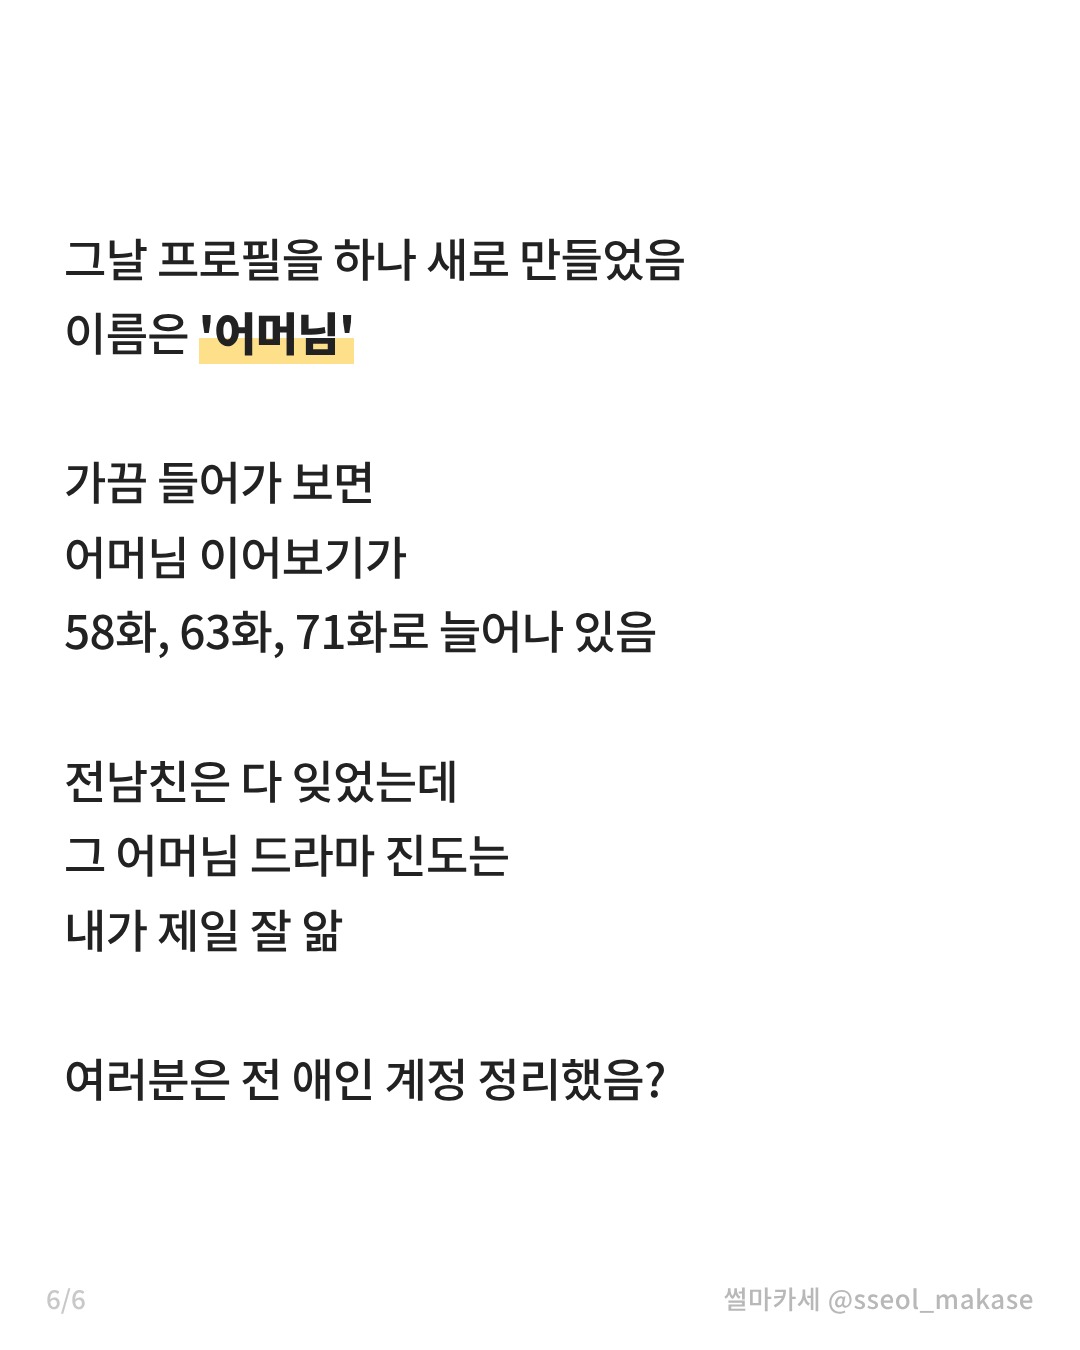 그날 프로필을 하나 새로 만들었음
이름은 '어머님'
가끔 들어가 보면
어머님 이어보기가
58화, 63화, 71화로 늘어나 있음
전남친은 다 잊었는데
그 어머님 드라마 진도는
내가 제일 잘 앎
여러분은 전 애인 계정 정리했음?
6/6
썰마카세 @sseol_makase